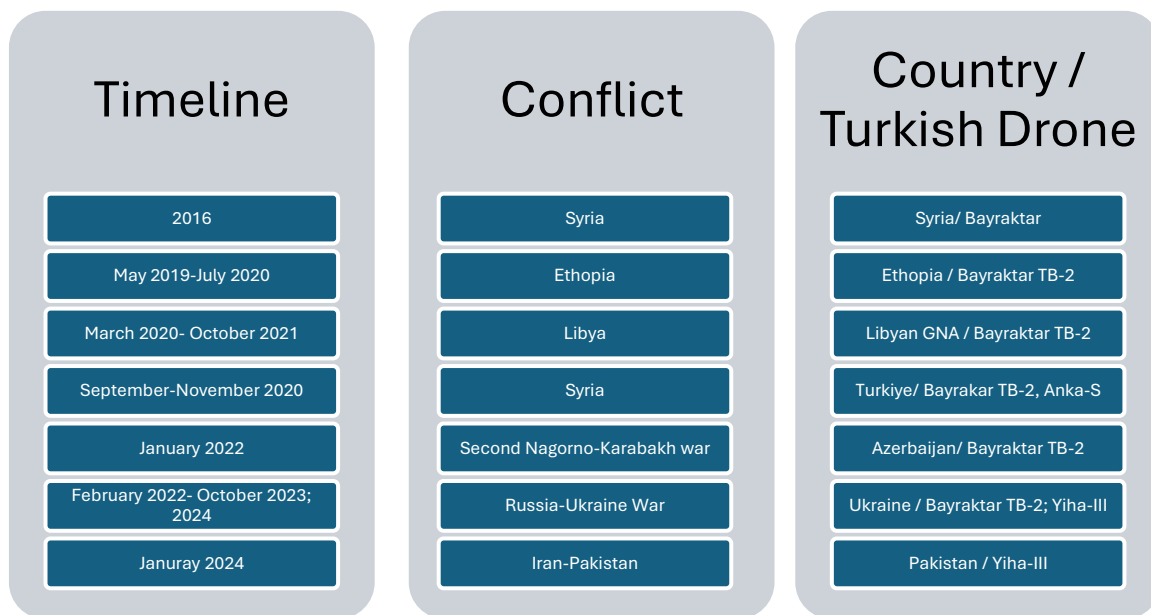 Timeline
2016
May 2019-July 2020
March 2020- October 2021
September-November 2020
January 2022
February 2022- October 2023;
2024
Januray 2024
Conflict
Syria
Ethopia
Libya
Syria
Second Nagorno-Karabakh war
Russia-Ukraine War
Iran-Pakistan
Country /
Turkish Drone
Syria/ Bayraktar
Ethopia / Bayraktar TB-2
Libyan GNA / Bayraktar TB-2
Turkiye/ Bayrakar TB-2, Anka-S
Azerbaijan/ Bayraktar TB-2
Ukraine / Bayraktar TB-2; Yiha-III
Pakistan / Yiha-III